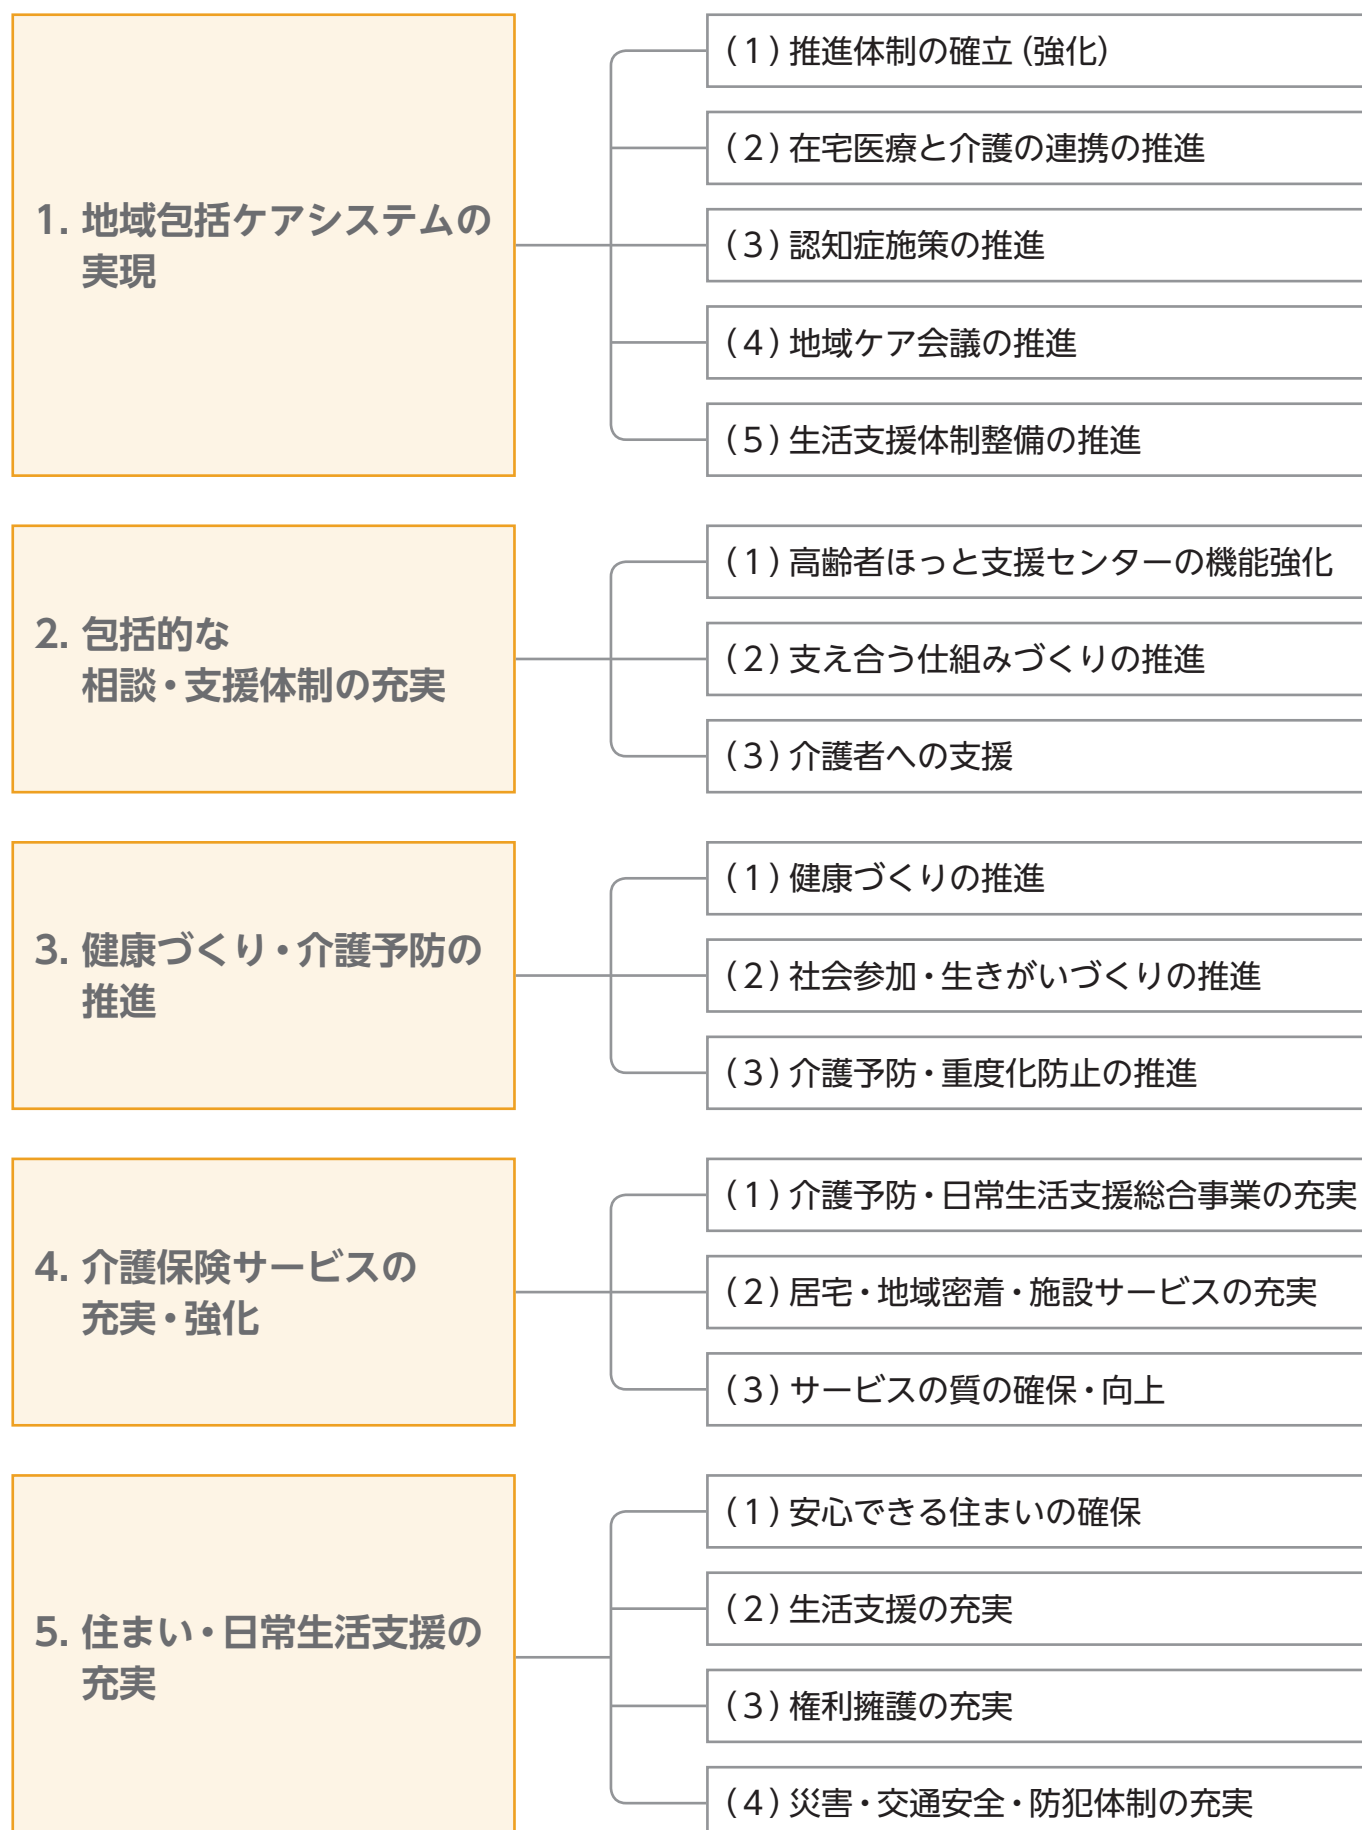 1. 地域包括ケアシステムの
実現
(1)推進体制の確立(強化)
(2)在宅医療と介護の連携の推進
(3)認知症施策の推進
(4)地域ケア会議の推進
(5)生活支援体制整備の推進
2. 包括的な
相談・支援体制の充実
(1)高齢者ほっと支援センターの機能強化
(2)支え合う仕組みづくりの推進
(3)介護者への支援
3. 健康づくり・介護予防の
推進
(1)健康づくりの推進
(2)社会参加・生きがいづくりの推進
(3)介護予防・重度化防止の推進
4. 介護保険サービスの
充実・強化
(1)介護予防・日常生活支援総合事業の充実
(2)居宅・地域密着・施設サービスの充実
(3)サービスの質の確保・向上
5. 住まい・日常生活支援の
充実
(1)安心できる住まいの確保
(2)生活支援の充実
(3)権利擁護の充実
(4)災害・交通安全・防犯体制の充実